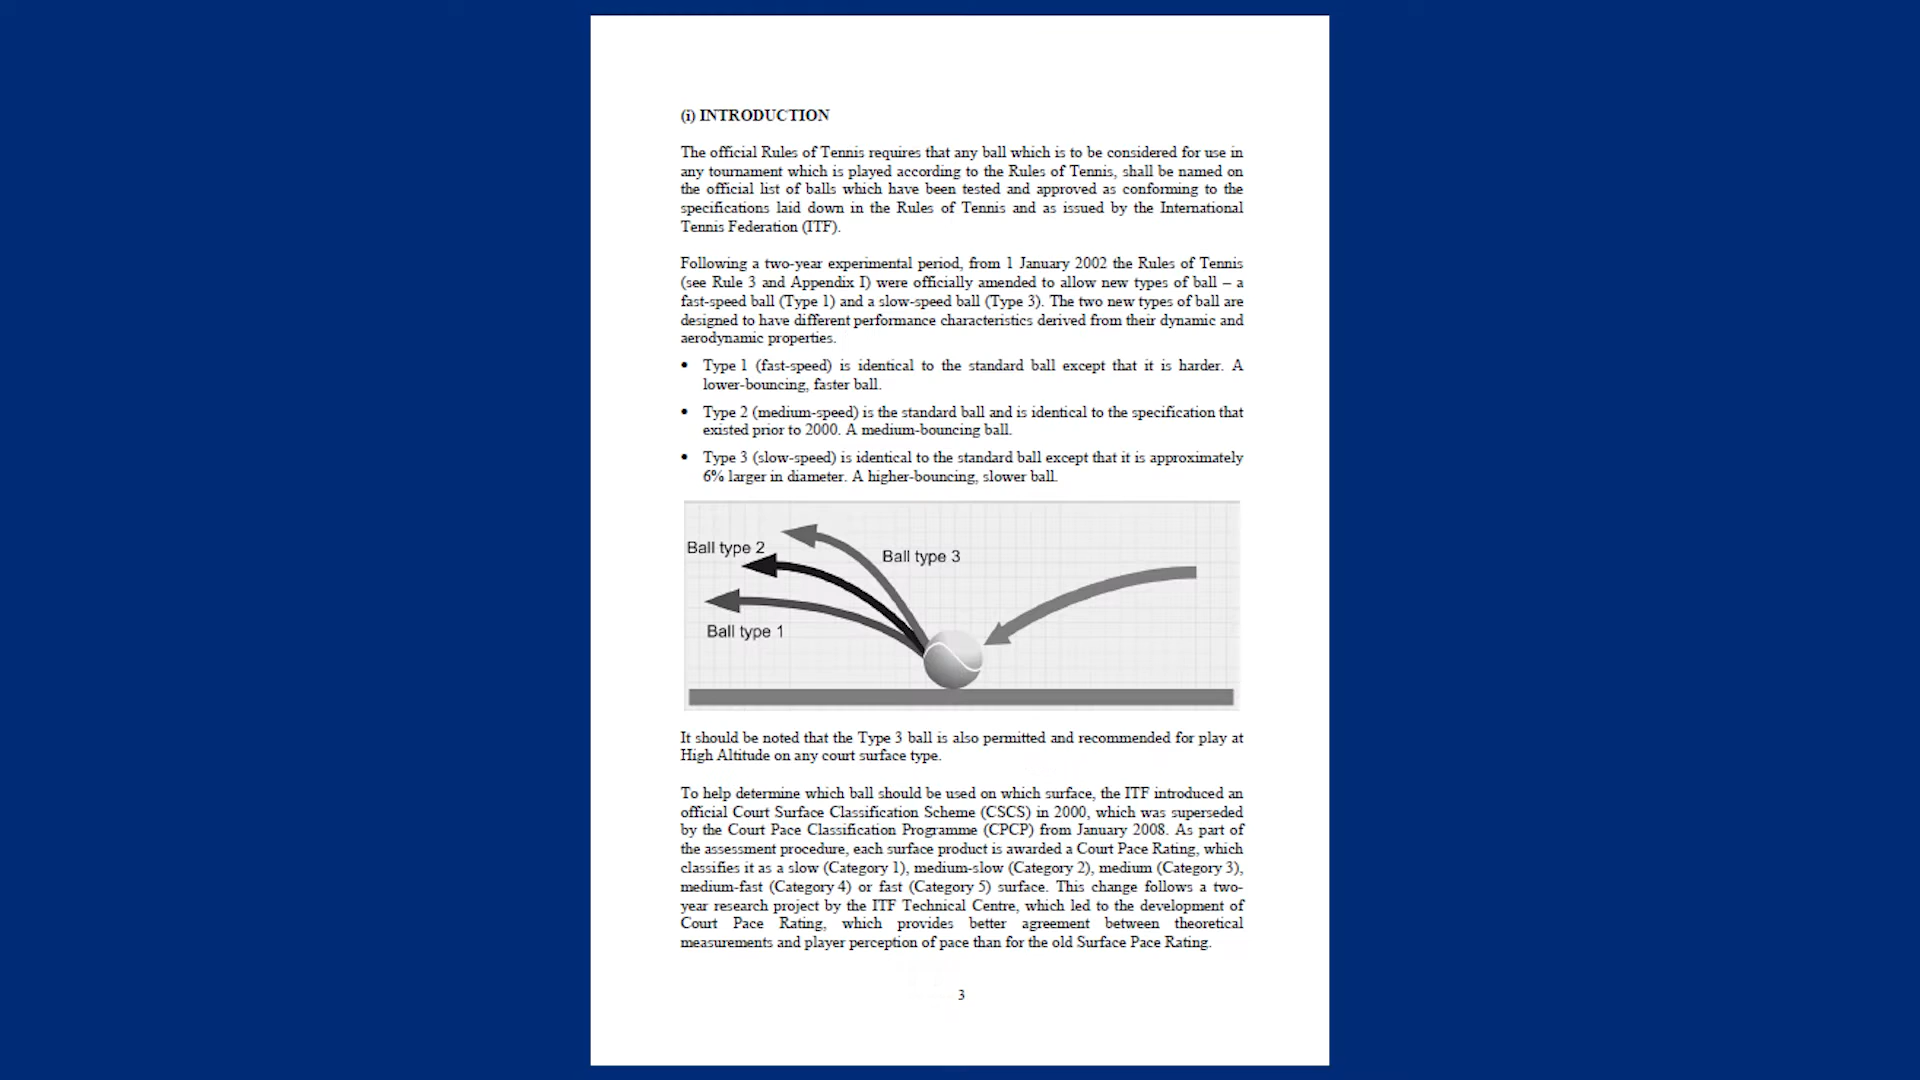 (i) INTRODUCTION
The official Rules of Tennis requires that any ball which is to be considered for use in
any tournament which is played according to the Rules of Tennis, shall be named on
the official list of balls which have been tested and approved as conforming to the
specifications laid down in the Rules of Tennis and as issued by the International
Tennis Federation (ITF).
Following a two-year experimental period, from 1 January 2002 the Rules of Tennis
(see Rule 3 and Appendix I) were officially amended to allow new types of ball – a
fast-speed ball (Type 1) and a slow-speed ball (Type 3). The two new types of ball are
designed to have different performance characteristics derived from their dynamic and
aerodynamic properties.
• Type 1 (fast-speed) is identical to the standard ball except that it is harder. A
lower-bouncing, faster ball.
• Type 2 (medium-speed) is the standard ball and is identical to the specification that
existed prior to 2000. A medium-bouncing ball.
• Type 3 (slow-speed) is identical to the standard ball except that it is approximately
6% larger in diameter. A higher-bouncing, slower ball.
Ball type 2
Ball type 3
Ball type 1
It should be noted that the Type 3 ball is also permitted and recommended for play at
High Altitude on any court surface type.
To help determine which ball should be used on which surface, the ITF introduced an
official Court Surface Classification Scheme (CSCS) in 2000, which was superseded
by the Court Pace Classification Programme (CPCP) from January 2008. As part of
the assessment procedure, each surface product is awarded a Court Pace Rating, which
classifies it as a slow (Category 1), medium-slow (Category 2), medium (Category 3),
medium-fast (Category 4) or fast (Category 5) surface. This change follows a two-
year research project by the ITF Technical Centre, which led to the development of
Court Pace Rating, which provides better agreement between theoretical
measurements and player perception of pace than for the old Surface Pace Rating.
3